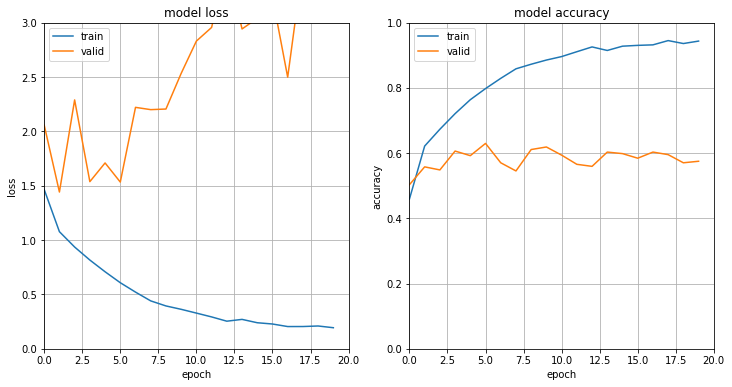 model loss
train
valid
3.0
2.5
2.0
1.5
1.0
0.5
0.0
loss
0.0 2.5 5.0 7.5 10.0 12.5 15.0 17.5 20.0
epoch
model accuracy
train
valid
1.0
0.8
0.6
0.4
0.2
0.0
accuracy
0.0 2.5 5.0 7.5 10.0 12.5 15.0 17.5 20.0
epoch